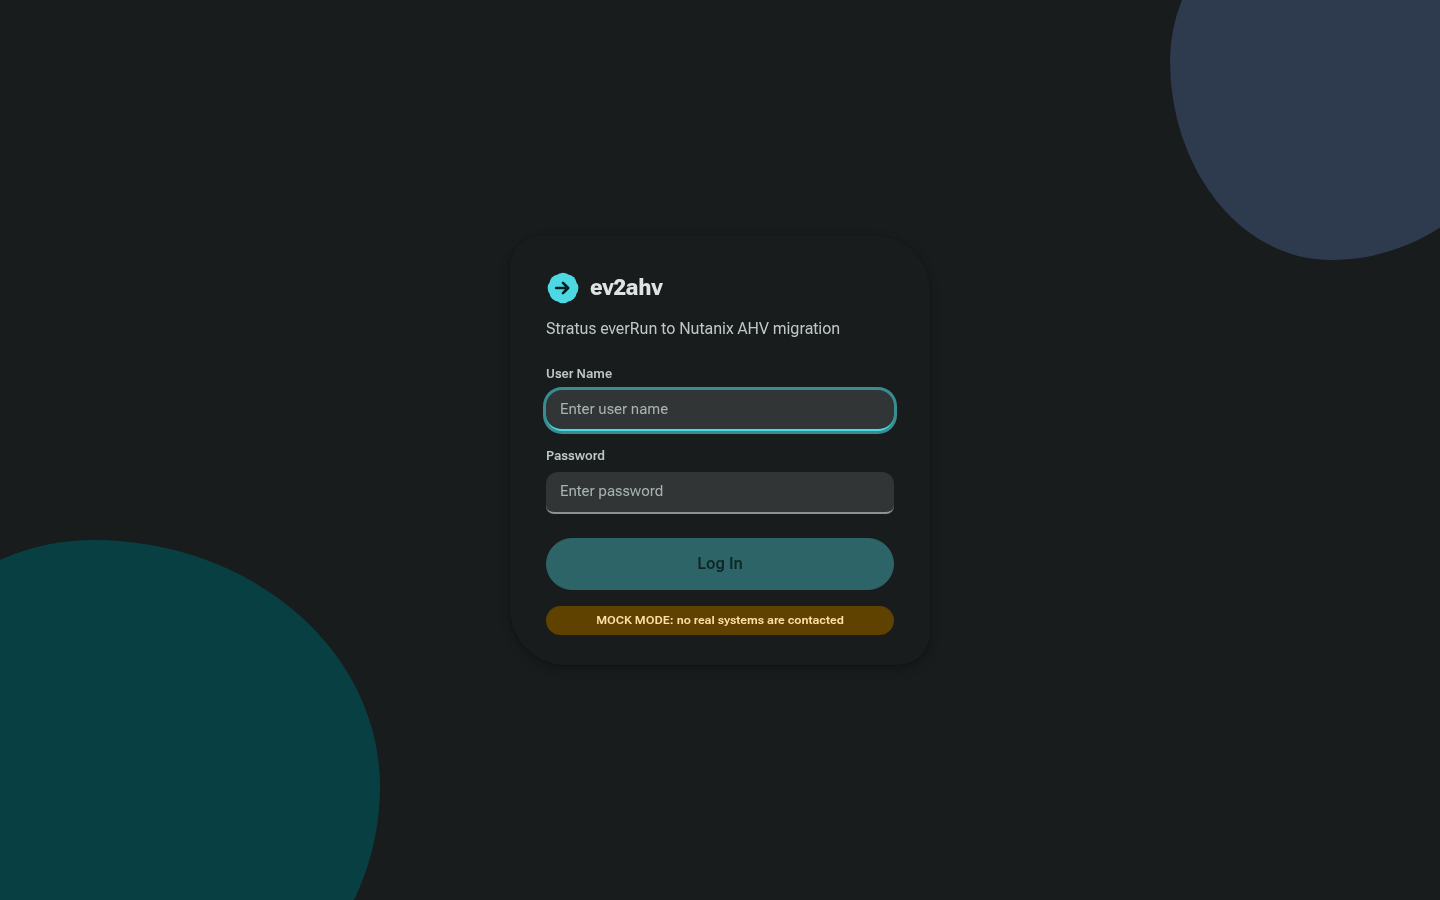 ev2ahv
Stratus everRun to Nutanix AHV migration
User Name
Enter user name
Password
Enter password
Log In
MOCK MODE: no real systems are contacted